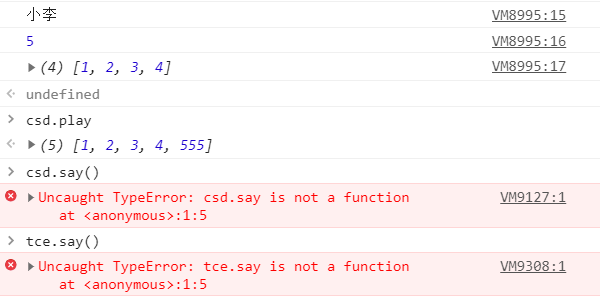 小李 VM8995:15
5 VM8995:16
▶(4) [1, 2, 3, 4] VM8995:17
undefined
csd.play
▶(5) [1, 2, 3, 4, 555]
csd.say()
▶Uncaught TypeError: csd.say is not a function VM9127:1
at <anonymous>:1:5
tce.say()
▶Uncaught TypeError: tce.say is not a function VM9308:1
at <anonymous>:1:5